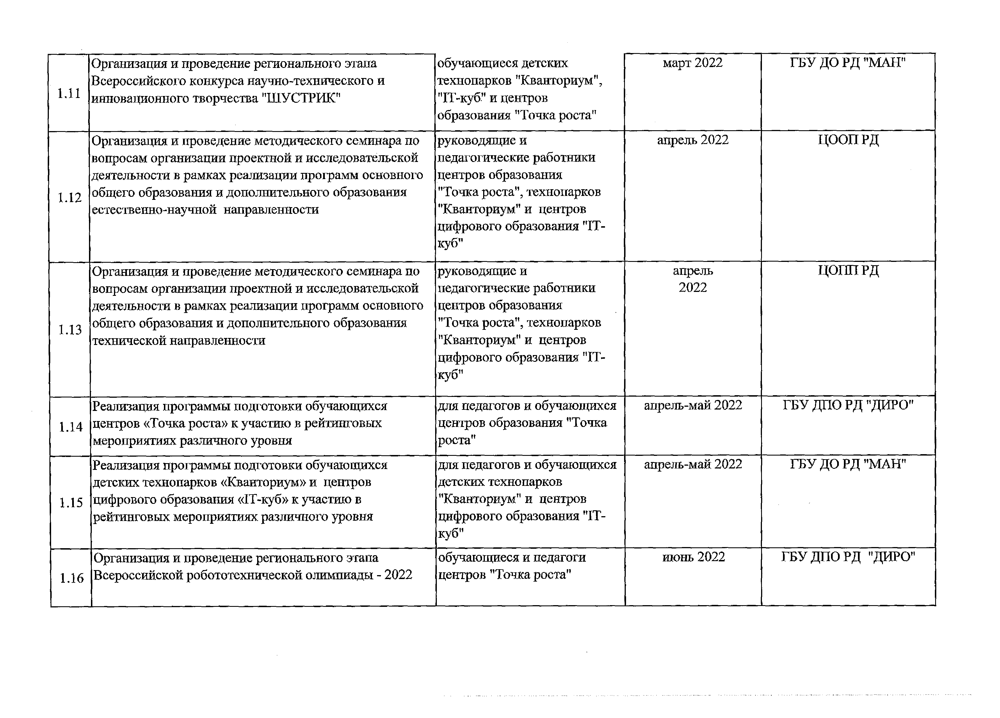 1.11
Организация и проведение регионального этапа
Всероссийского конкурса научно-технического и
инновационного творчества "ШУСТРИК"
обучающиеся детских
технопарков "Кванториум",
"IT-куб" и центров
образования "Точка роста"
март 2022
ГБУ ДО РД "МАН"
1.12
Организация и проведение методического семинара по
вопросам организации проектной и исследовательской
деятельности в рамках реализации программ основного
общего образования и дополнительного образования
естественно-научной направленности
руководящие и
педагогические работники
центров образования
"Точка роста", технопарков
"Кванториум" и центров
цифрового образования "IT-
куб"
апрель 2022
ЦООП РД
1.13
Организация и проведение методического семинара по
вопросам организации проектной и исследовательской
деятельности в рамках реализации программ основного
общего образования и дополнительного образования
технической направленности
руководящие и
педагогические работники
центров образования
"Точка роста", технопарков
"Кванториум" и центров
цифрового образования "IT-
куб"
апрель
2022
ЦОПП РД
1.14
Реализация программы подготовки обучающихся
центров «Точка роста» к участию в рейтинговых
мероприятиях различного уровня
для педагогов и обучающихся
центров образования "Точка
роста"
апрель-май 2022
ГБУ ДПО РД "ДИРО"
1.15
Реализация программы подготовки обучающихся
детских технопарков «Кванториум» и центров
цифрового образования «IT-куб» к участию в
рейтинговых мероприятиях различного уровня
для педагогов и обучающихся
детских технопарков
"Кванториум" и центров
цифрового образования "IT-
куб"
апрель-май 2022
ГБУ ДО РД "МАН"
1.16
Организация и проведение регионального этапа
Всероссийской робототехнической олимпиады - 2022
обучающиеся и педагоги
центров "Точка роста"
июнь 2022
ГБУ ДПО РД "ДИРО"